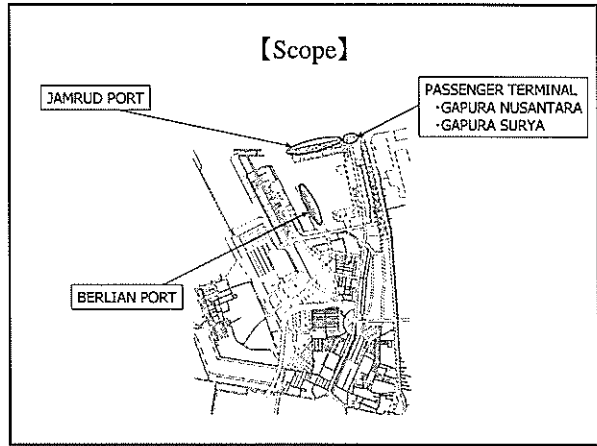 【Scope】
JAMRUD PORT
PASSENGER TERMINAL
・GAPURA NUSANTARA
・GAPURA SURYA
BERLIAN PORT